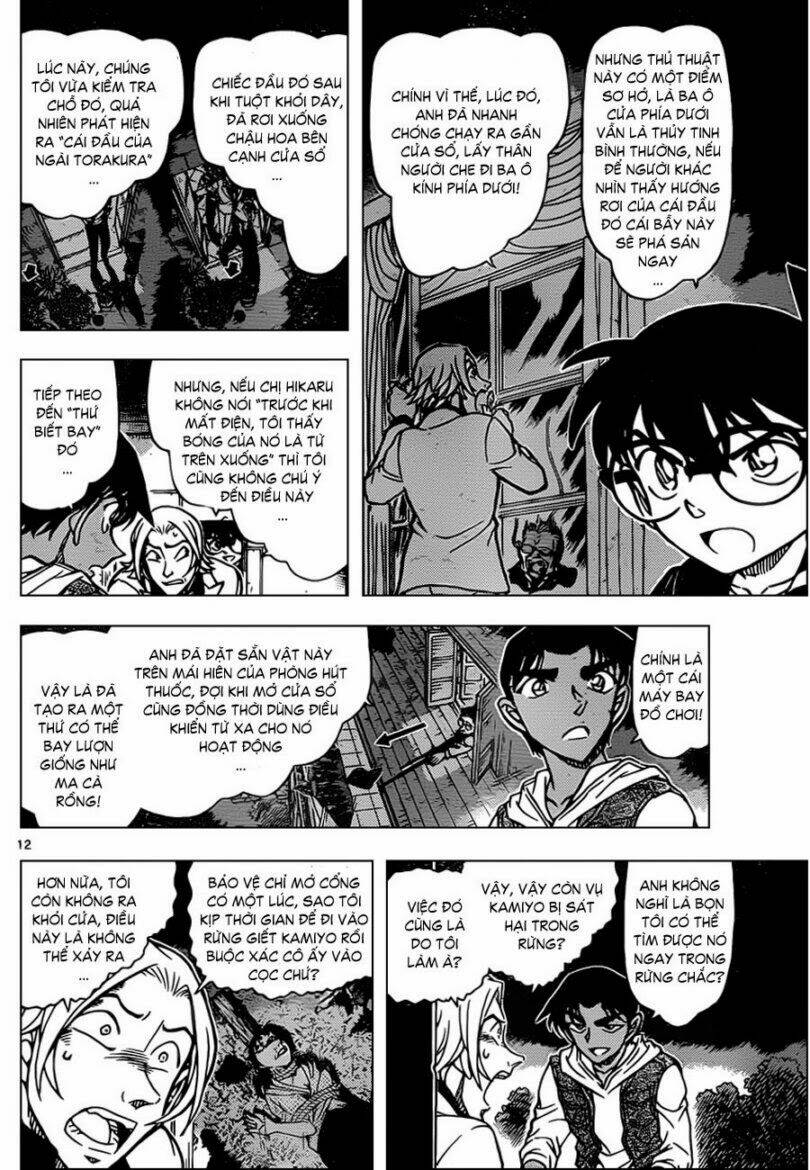 NHƯNG THỦ THUẬT
NÀY CÓ MỘT ĐIỂM
SƠ HỞ, LÀ BA Ô
CỬA PHÍA DƯỚI
VẪN LÀ THỦY TINH
BÌNH THƯỜNG, NẾU
ĐỂ NGƯỜI KHÁC
NHÌN THẤY HƯỚNG
RƠI CỦA CÁI ĐẦU
ĐÓ CÁI BẪY NÀY
SẼ PHÁ SẢN
NGAY
...
CHÍNH VÌ THẾ, LÚC ĐÓ,
ANH ĐÃ NHANH
CHÓNG CHẠY RA GẦN
CỬA SỔ, LẤY THÂN
NGƯỜI CHE ĐI BA Ô
KÍNH PHÍA DƯỚI!
CHIẾC ĐẦU ĐÓ SAU
KHI TUỘT KHỎI DÂY,
ĐÃ RƠI XUỐNG
CHẬU HOA BÊN
CẠNH CỬA SỔ
...
LÚC NÃY, CHÚNG
TÔI VỪA KIỂM TRA
CHỖ ĐÓ, QUẢ
NHIÊN PHÁT HIỆN
RA "CÁI ĐẦU CỦA
NGÀI TORAKURA"
...
NHƯNG, NẾU CHỊ HIKARU
KHÔNG NÓI "TRƯỚC KHI
MẤT ĐIỆN, TÔI THẤY
BÓNG CỦA NÓ LÀ TỪ
TRÊN XUỐNG" THÌ TÔI
CŨNG KHÔNG CHÚ Ý
ĐẾN ĐIỀU NÀY
...
TIẾP THEO
ĐẾN "THỨ
BIẾT BAY"
ĐÓ
...
CHÍNH LÀ
MỘT CÁI
MÁY BAY
ĐỒ CHƠI!
ANH ĐÃ ĐẶT SẴN VẬT NÀY
TRÊN MÁI HIÊN CỦA PHÒNG HÚT
THUỐC, ĐỢI KHI MỞ CỬA SỔ
CŨNG ĐỒNG THỜI DÙNG ĐIỀU
KHIỂN TỪ XA CHO NÓ
HOẠT ĐỘNG
...
VẬY LÀ ĐÃ
TẠO RA MỘT
THỨ CÓ THỂ
BAY LƯỢN
GIỐNG NHƯ
MA CÀ
RỒNG!
12
ANH KHÔNG
NGHĨ LÀ BỌN
TÔI CÓ THỂ
TÌM ĐƯỢC NÓ
NGAY TRONG
RỪNG CHẮC?
VẬY, VẬY CÒN VỤ
KAMIYO BỊ SÁT
HẠI TRONG
RỪNG?
VIỆC ĐÓ
CŨNG LÀ
DO TÔI
LÀM À?
BẢO VỆ CHỈ MỞ CỔNG
CÓ MỘT LÚC, SAO TÔI
KỊP THỜI GIAN ĐỂ ĐI VÀO
RỪNG GIẾT KAMIYO RỒI
BUỘC XÁC CÔ ẤY VÀO
CỌC CHỨ?
HƠN NỮA, TÔI
CÒN KHÔNG RA
KHỎI CỬA, ĐIỀU
NÀY LÀ KHÔNG
THỂ XẢY RA
...